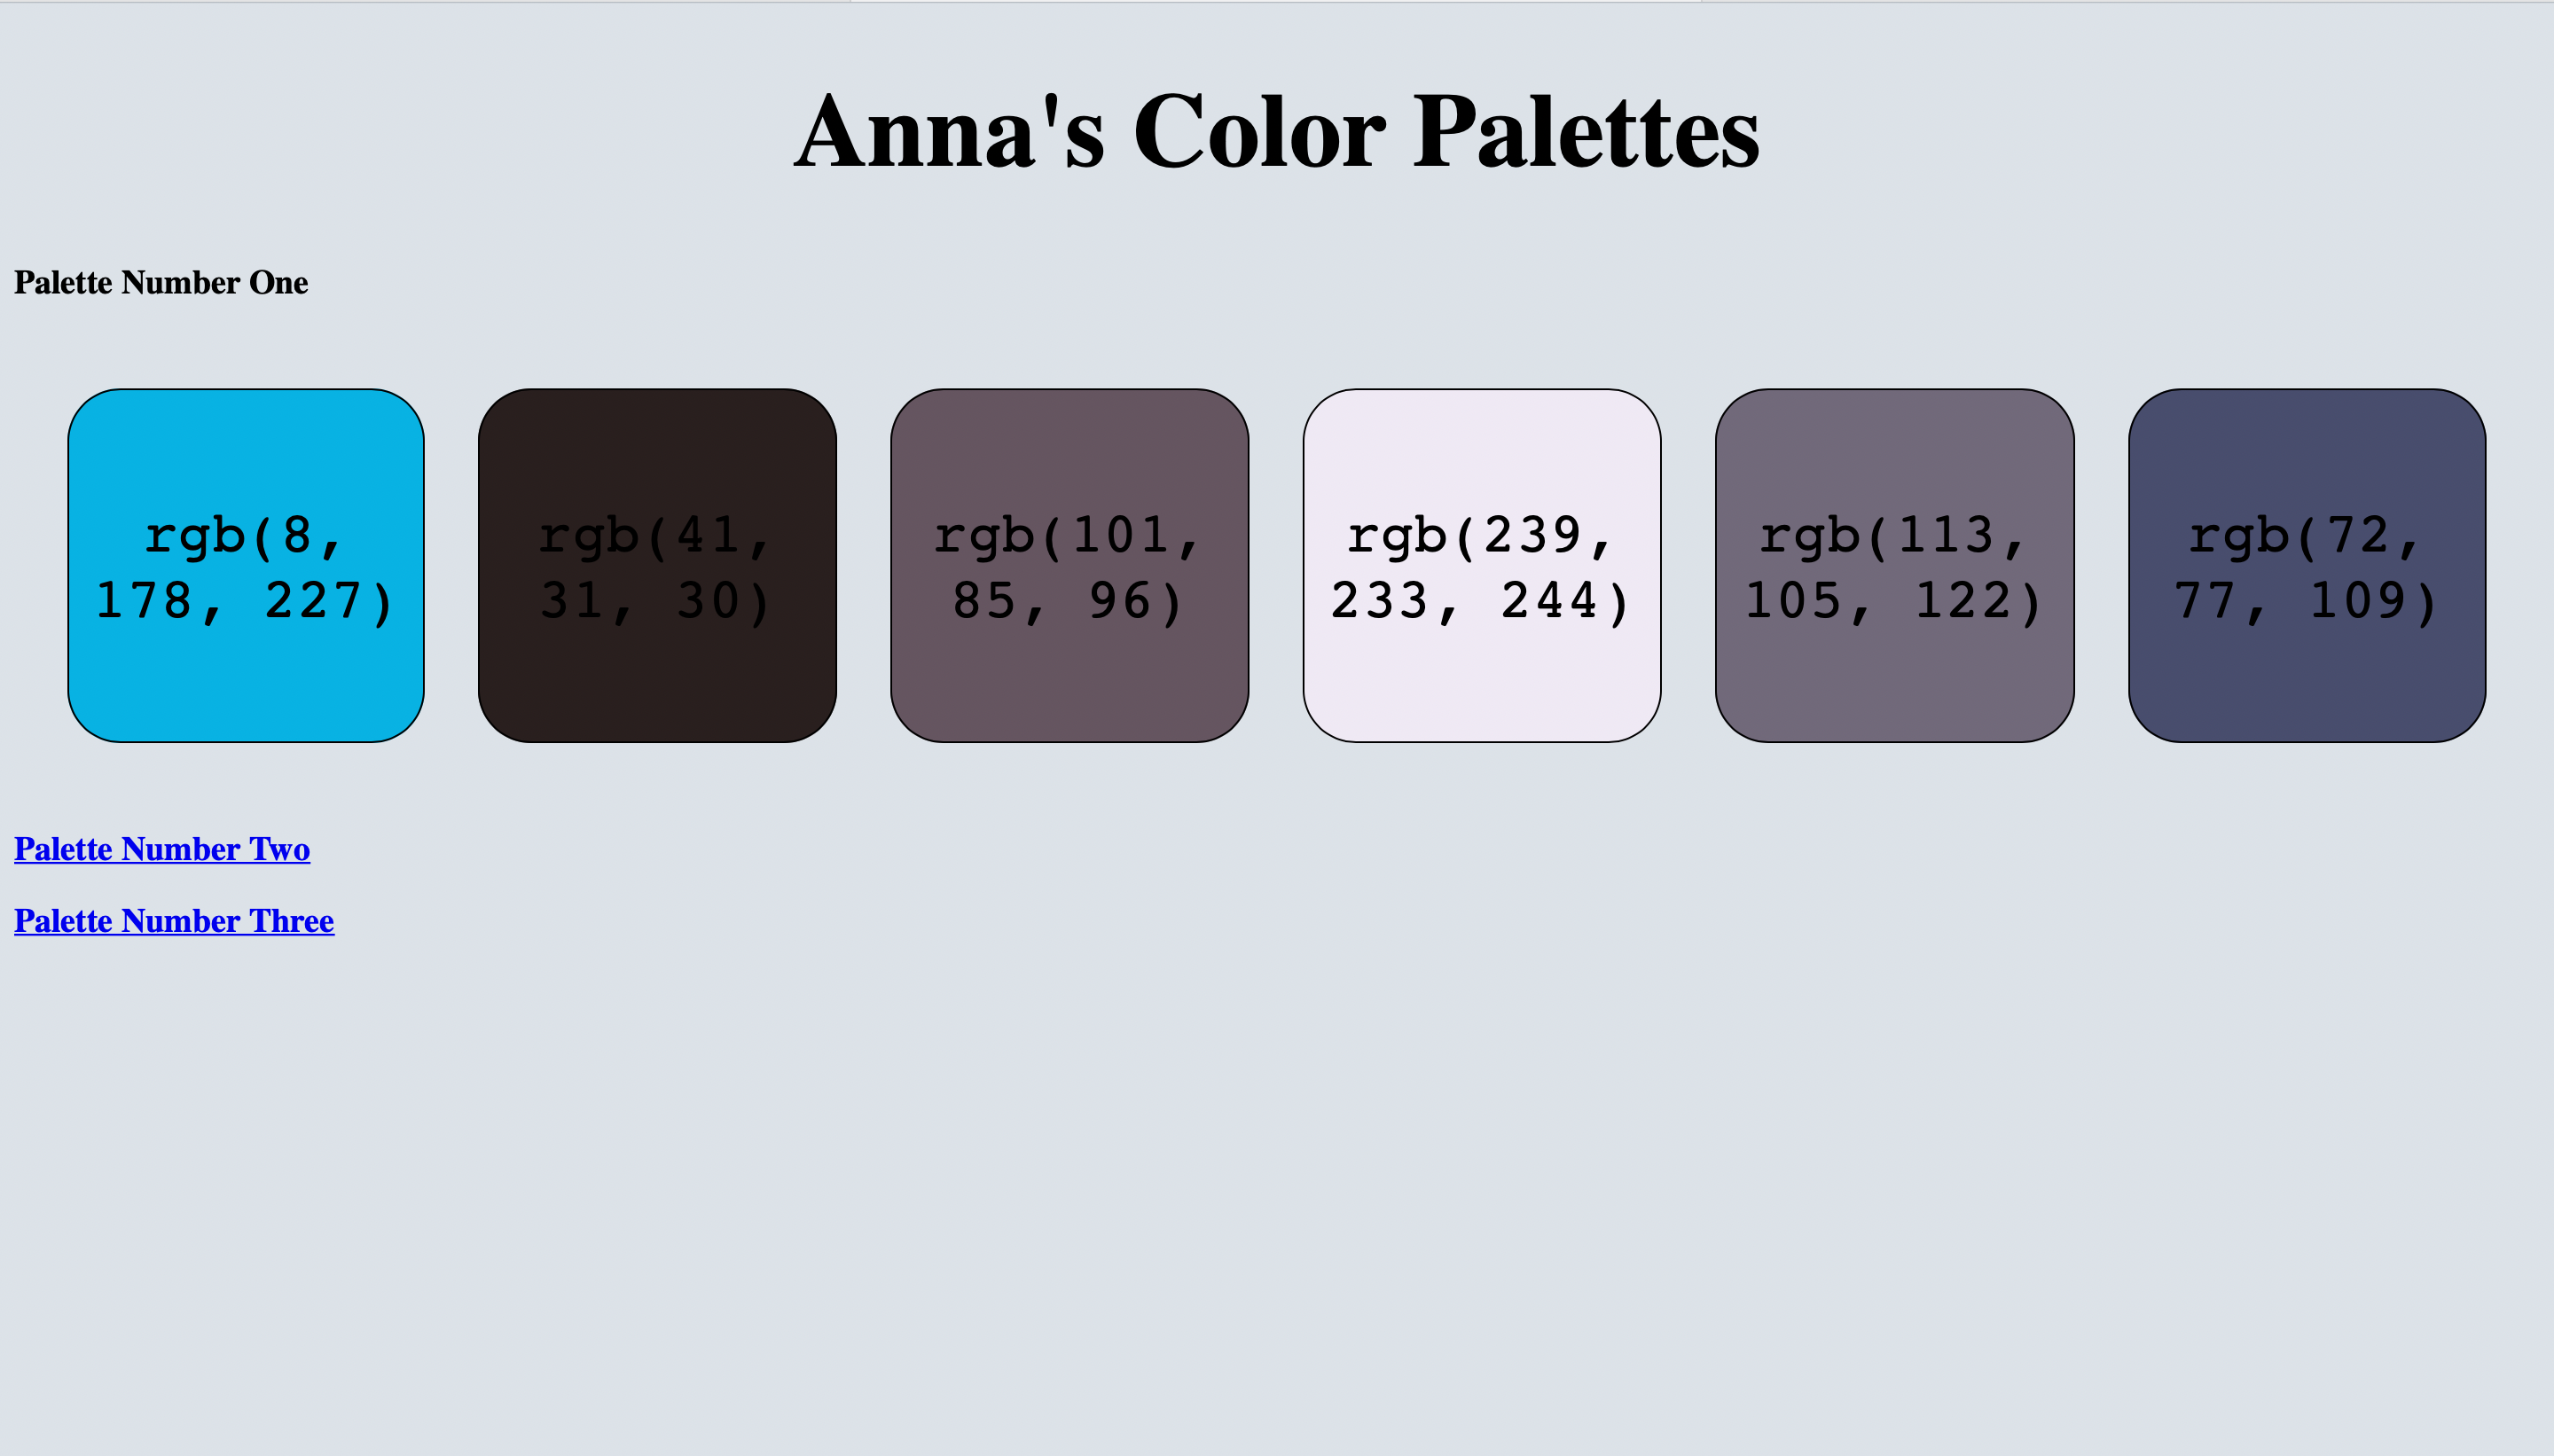 Anna's Color Palettes
Palette Number One
rgb(8,
178, 227)
rgb(41,
31, 30)
rgb(101,
85, 96)
rgb(239,
233, 244)
rgb(113,
105, 122)
rgb(72,
77, 109)
Palette Number Two
Palette Number Three